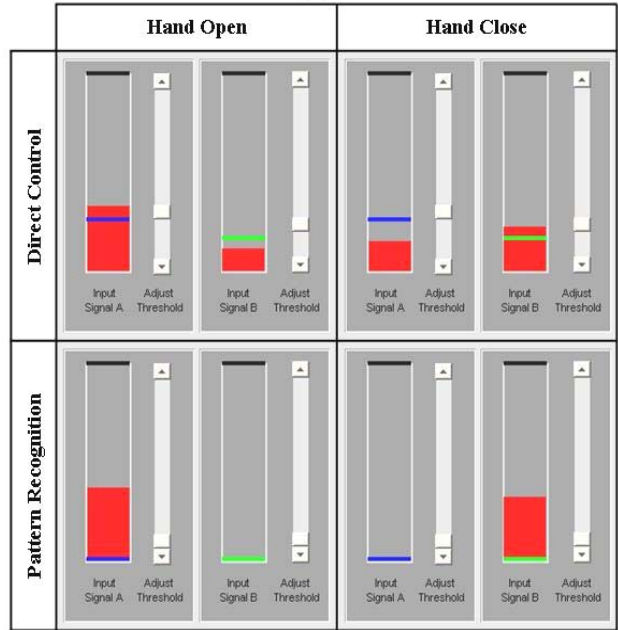 Hand Open
Hand Close
Direct Control
Input
Signal A
Adjust
Threshold
Input
Signal B
Adjust
Threshold
Input
Signal A
Adjust
Threshold
Input
Signal B
Adjust
Threshold
Pattern Recognition
Input
Signal A
Adjust
Threshold
Input
Signal B
Adjust
Threshold
Input
Signal A
Adjust
Threshold
Input
Signal B
Adjust
Threshold